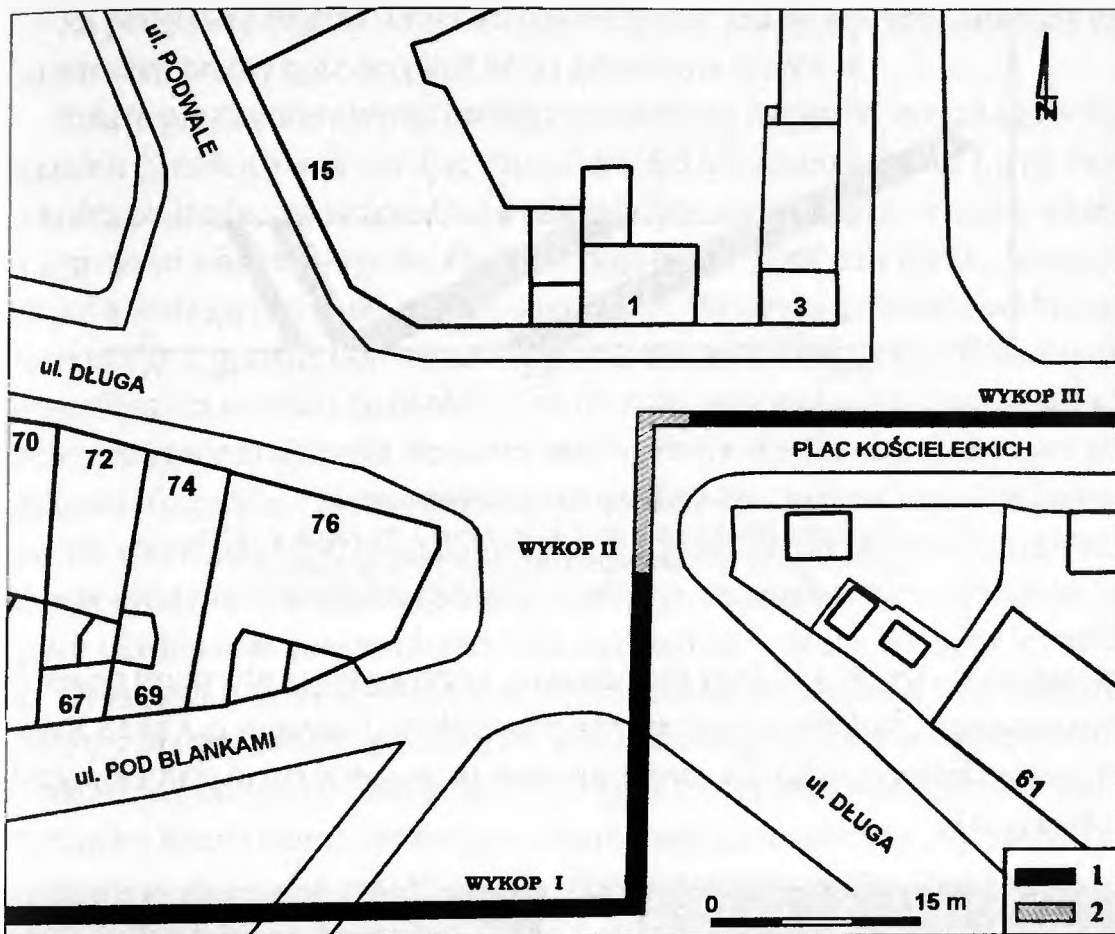 ul. PODWALE
N
15
1
3
ul. DŁUGA
WYKOP III
70
72
74
76
PLAC KOŚCIELECKICH
WYKOP II
67
69
ul. POD BLANKAMI
61
ul. DŁUGA
WYKOP I
0 15 m
1
2